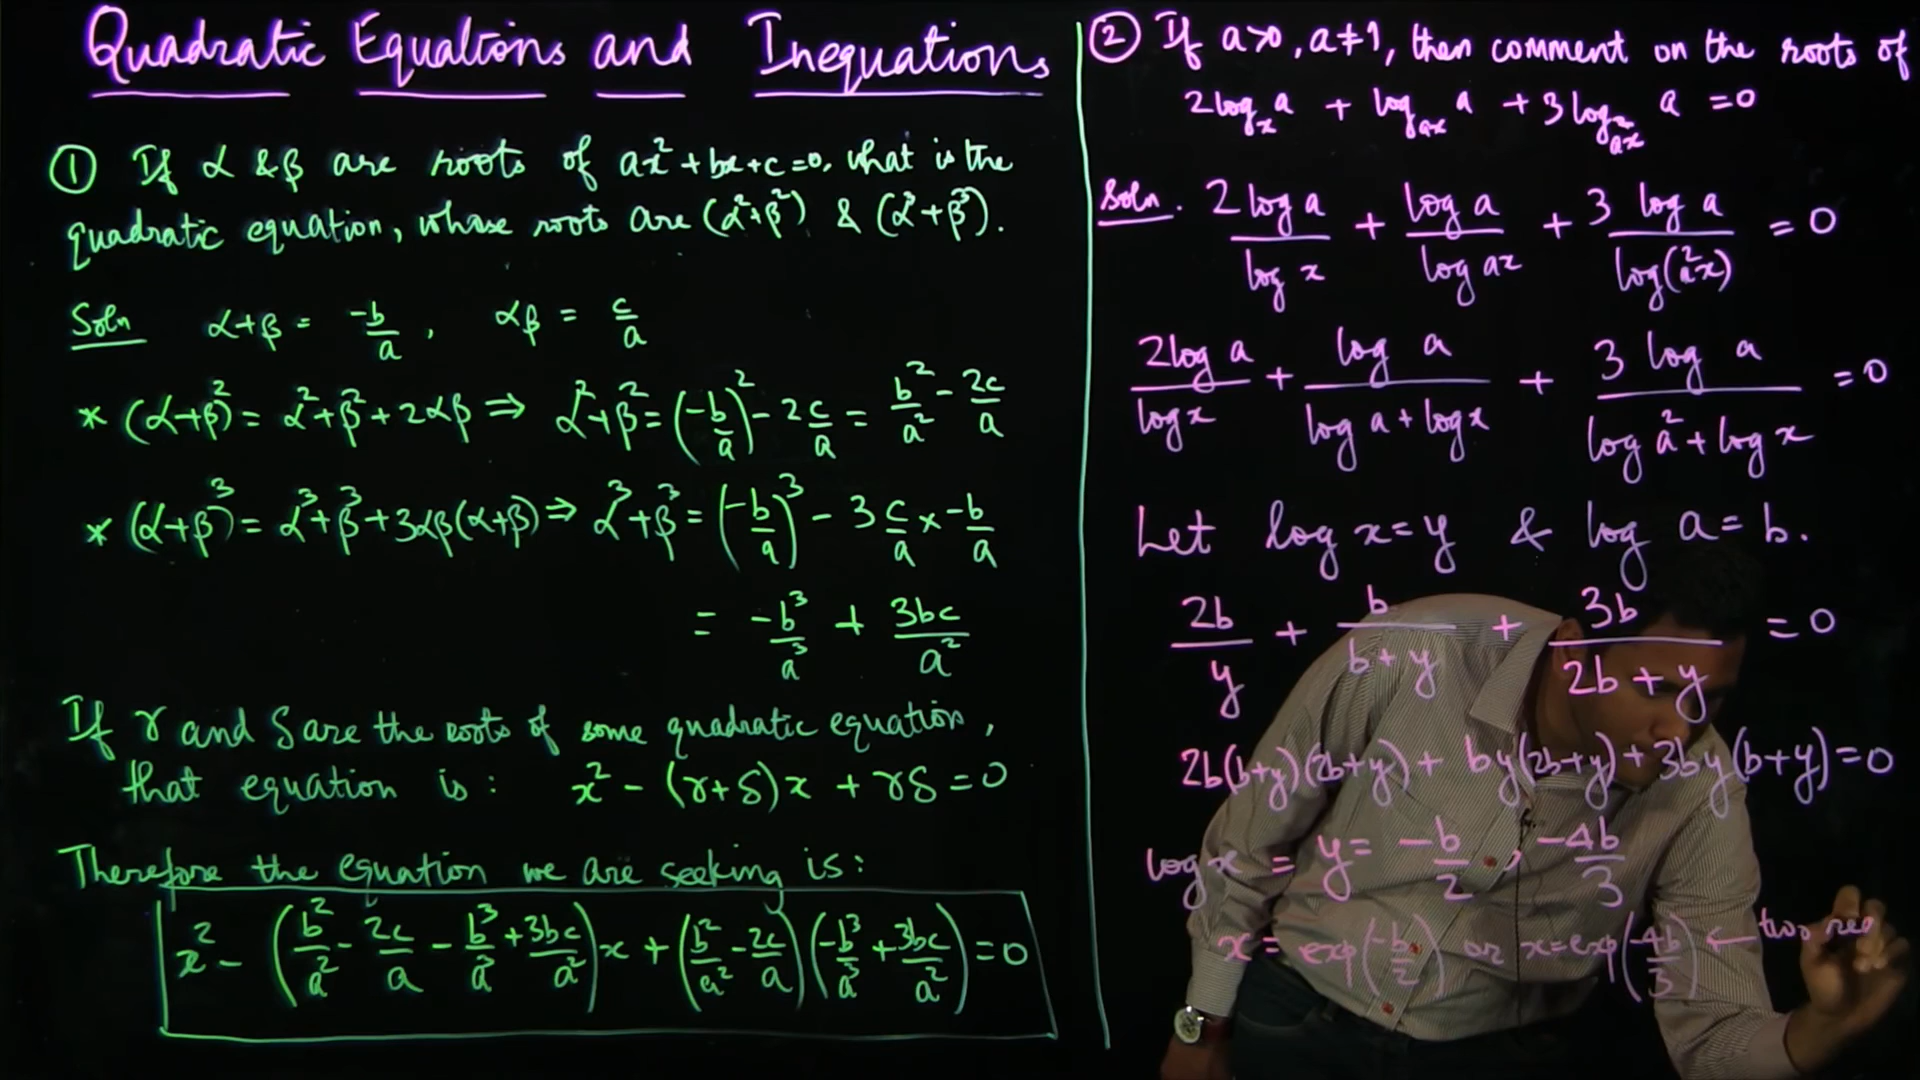 Quadratic Equations and Inequations
① If α & β are roots of ax² + bx + c = 0, what is the
quadratic equation, whose roots are (α² + β²) & (α³ + β³).
Soln α+β = -b/a , αβ = c/a
* (α+β)² = α² + β² + 2αβ ⇒ α² + β² = (-b/a)² - 2c/a = b²/a² - 2c/a
* (α+β)³ = α³ + β³ + 3αβ(α+β) ⇒ α³ + β³ = (-b/a)³ - 3 c/a × -b/a
= -b³/a³ + 3bc/a²
If γ and δ are the roots of some quadratic equation,
that equation is: x² - (γ+δ)x + γδ = 0
Therefore the equation we are seeking is:
x² - (b²/a² - 2c/a - b³/a³ + 3bc/a²)x + (b²/a² - 2c/a)(-b³/a³ + 3bc/a²) = 0
② If a>0, a≠1, then comment on the roots of
2log_x a + log_ax a + 3log_a²x a = 0
Soln. 2 log a / log x + log a / log ax + 3 log a / log(a²x) = 0
2 log a / log x + log a / (log a + log x) + 3 log a / (log a² + log x) = 0
Let log x = y & log a = b.
2b/y + b/(b+y) + 3b/(2b+y) = 0
2b(b+y)(2b+y) + by(2b+y) + 3by(b+y) = 0
log x = y = -b/2 , -4b/3
x = exp(-b/2) or x = exp(-4b/3) ← two rea